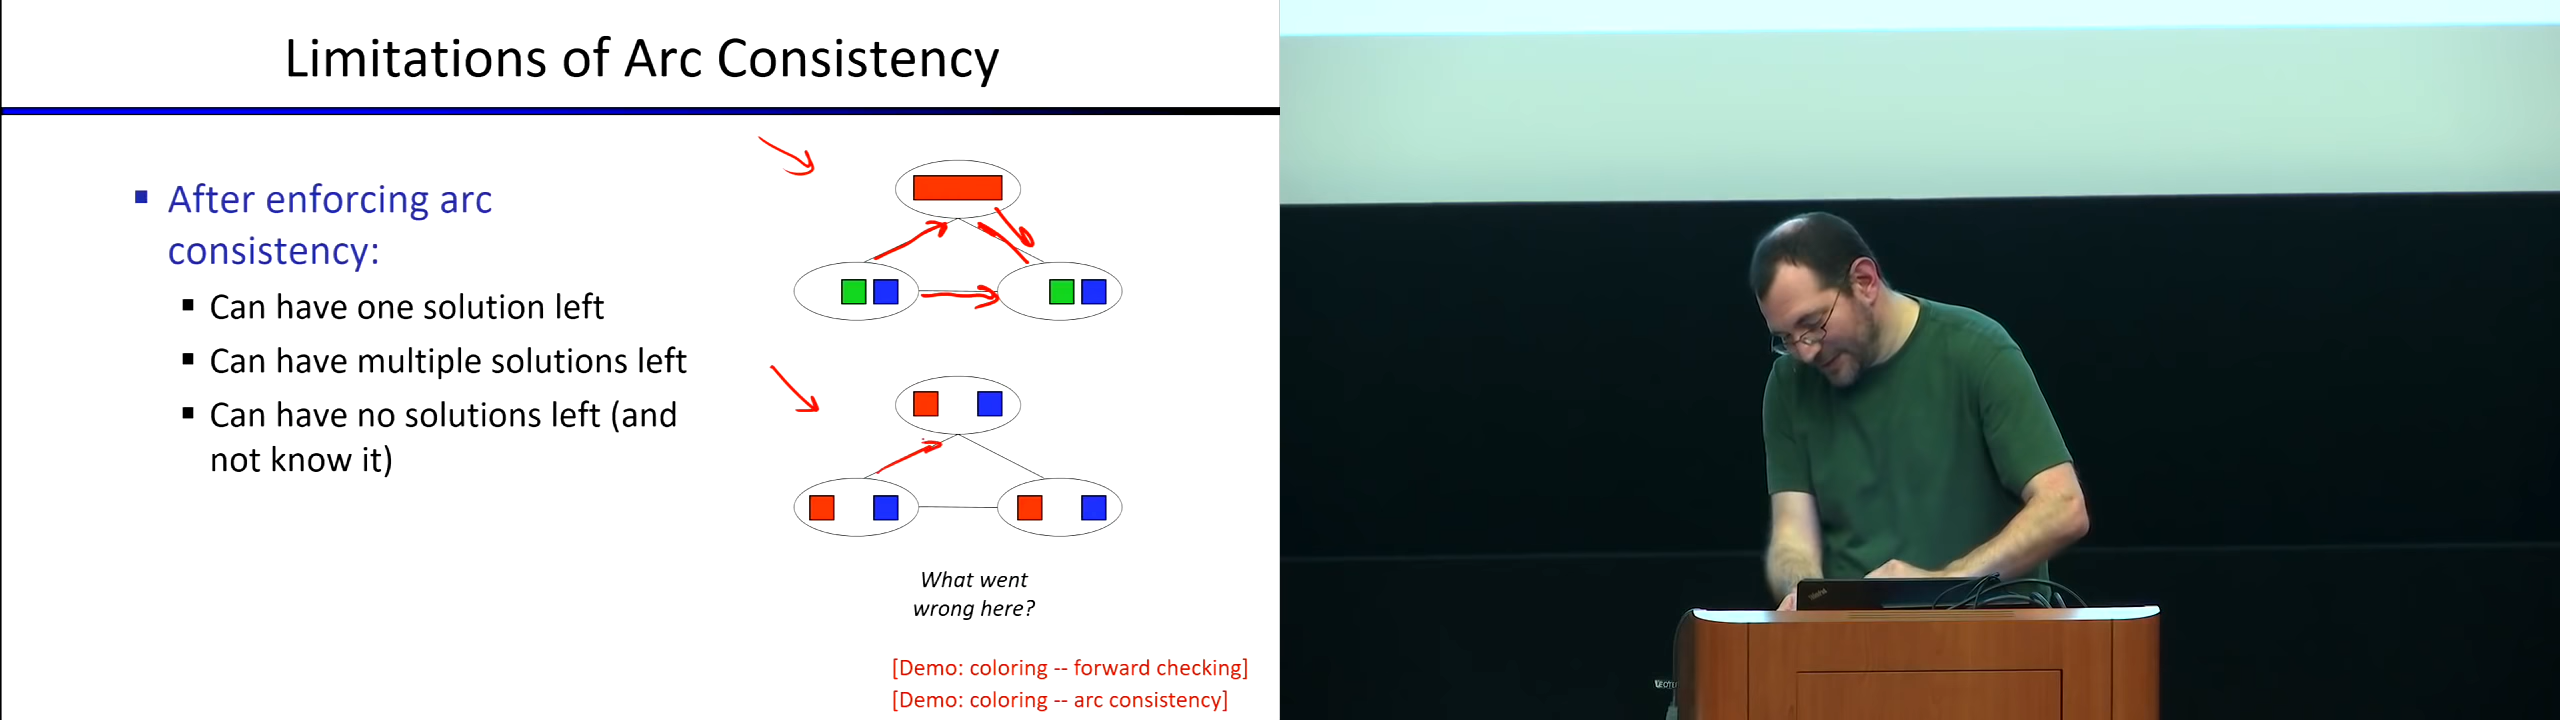 Limitations of Arc Consistency
After enforcing arc
consistency:
Can have one solution left
Can have multiple solutions left
Can have no solutions left (and
not know it)
What went
wrong here?
[Demo: coloring -- forward checking]
[Demo: coloring -- arc consistency]